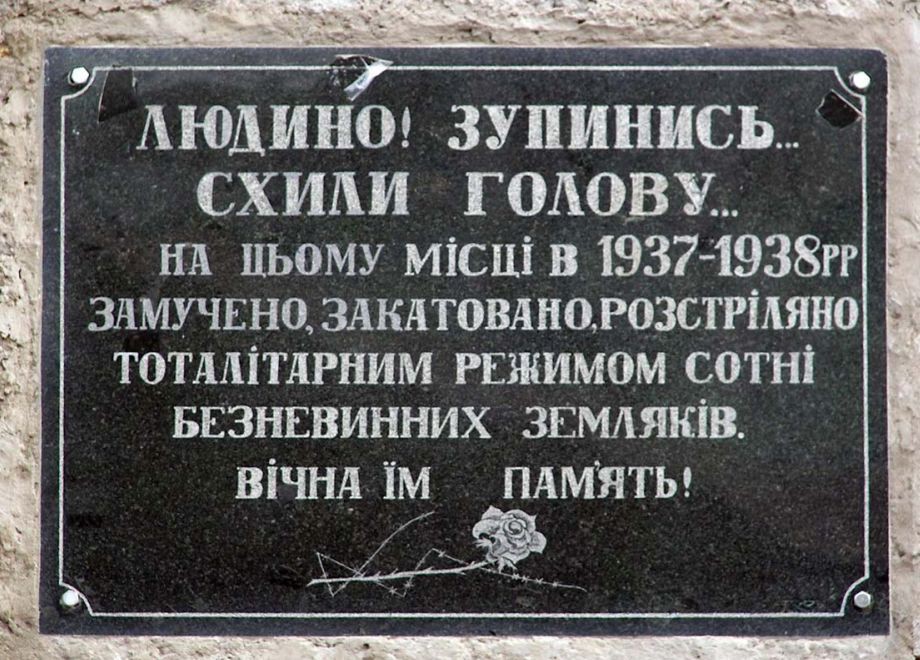 ЛЮДИНО! ЗУПИНИСЬ...
СХИЛИ ГОЛОВУ...
НА ЦЬОМУ МІСЦІ В 1937-1938РР
ЗАМУЧЕНО, ЗАКАТОВАНО, РОЗСТРІЛЯНО
ТОТАЛІТАРНИМ РЕЖИМОМ СОТНІ
БЕЗНЕВИННИХ ЗЕМЛЯКІВ.
ВІЧНА ЇМ ПАМ'ЯТЬ!